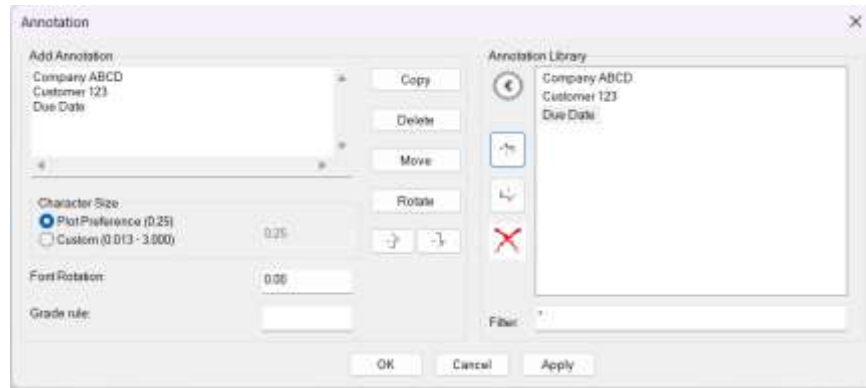 Annotation
Add Annotation
Company ABCD
Customer 123
Due Date
Copy
Delete
Move
Rotate
Character Size
Plot Preference (0.25)
Custom (0.013 - 3.000)
0.25
Font Rotation:
0.00
Grade rule:
Annotation Library
Company ABCD
Customer 123
Due Date
Filter:
*
OK
Cancel
Apply